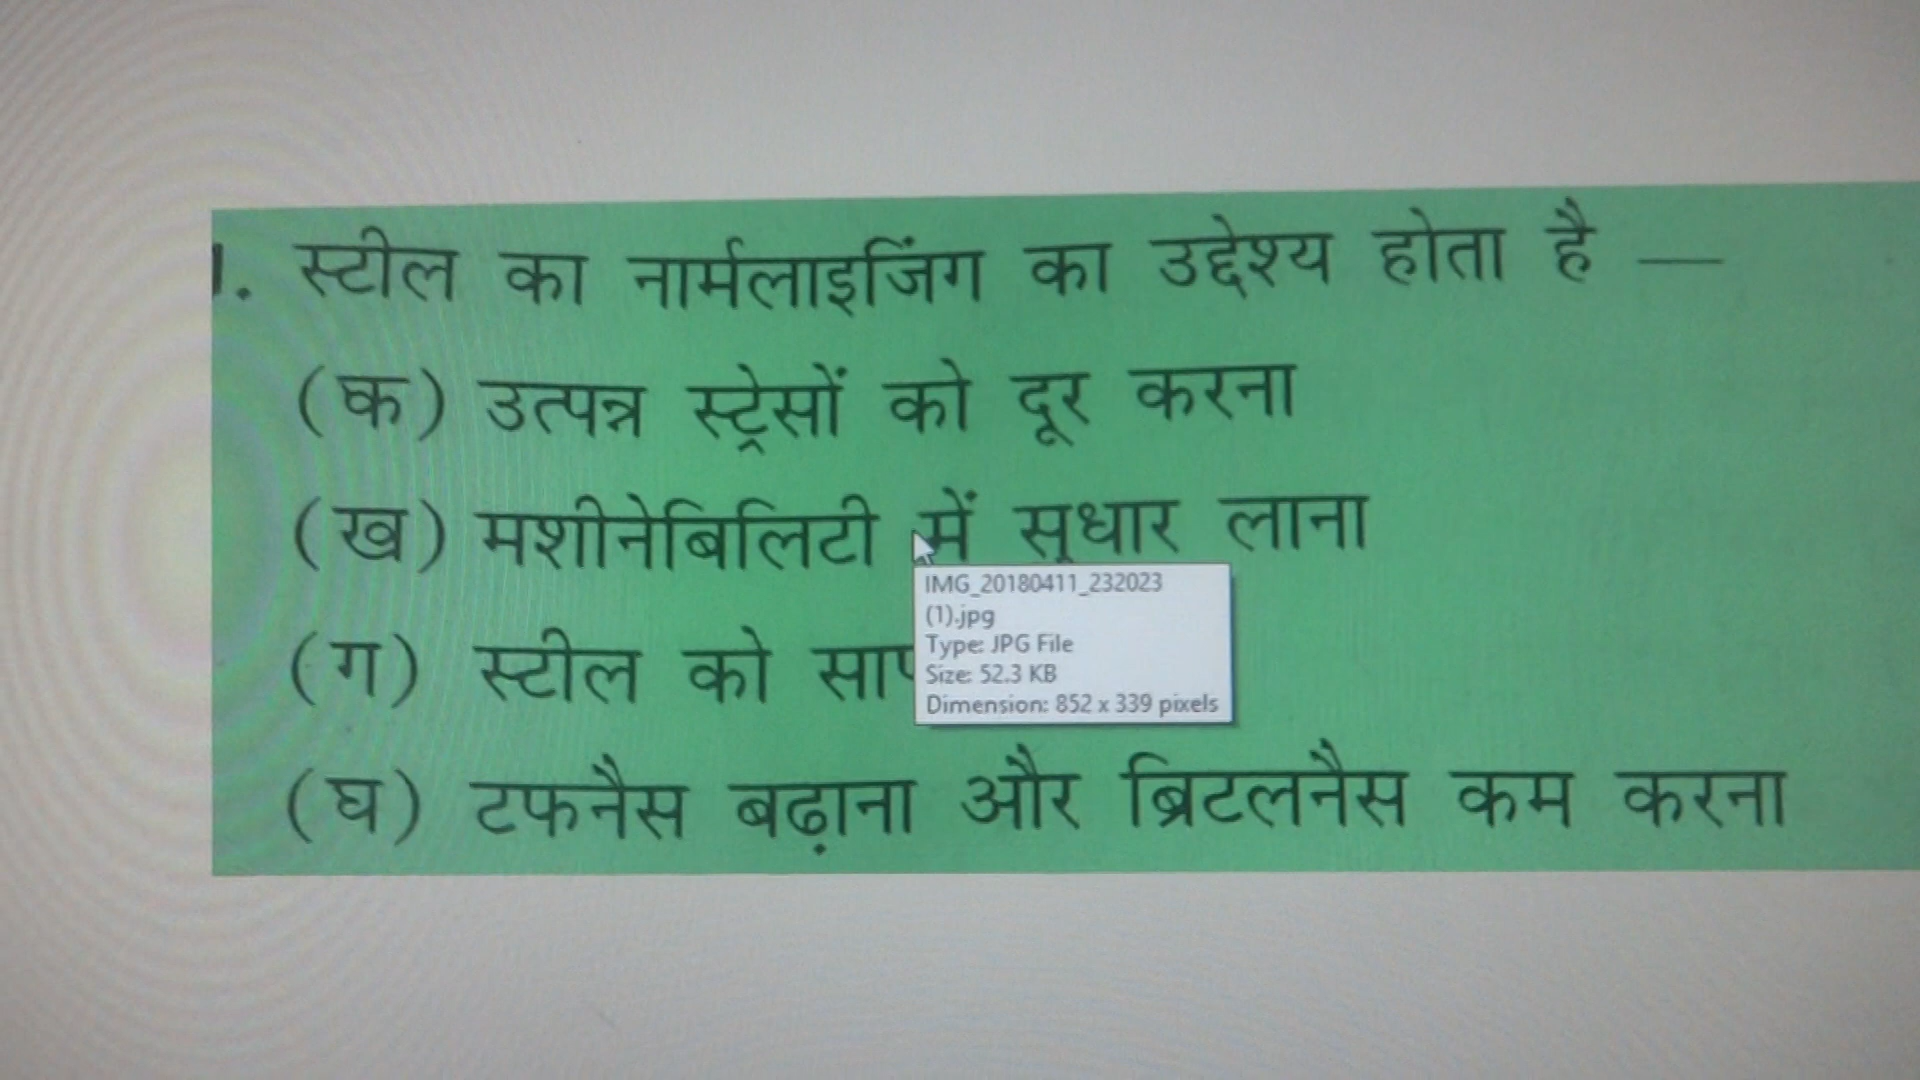 1. स्टील का नार्मलाइजिंग का उद्देश्य होता है —
(क) उत्पन्न स्ट्रेसों को दूर करना
(ख) मशीनेबिलिटी में सुधार लाना
IMG_20180411_232023
(1).jpg
Type: JPG File
Size: 52.3 KB
Dimension: 852 x 339 pixels
(ग) स्टील को
(घ) टफनैस बढ़ाना और ब्रिटलनैस कम करना